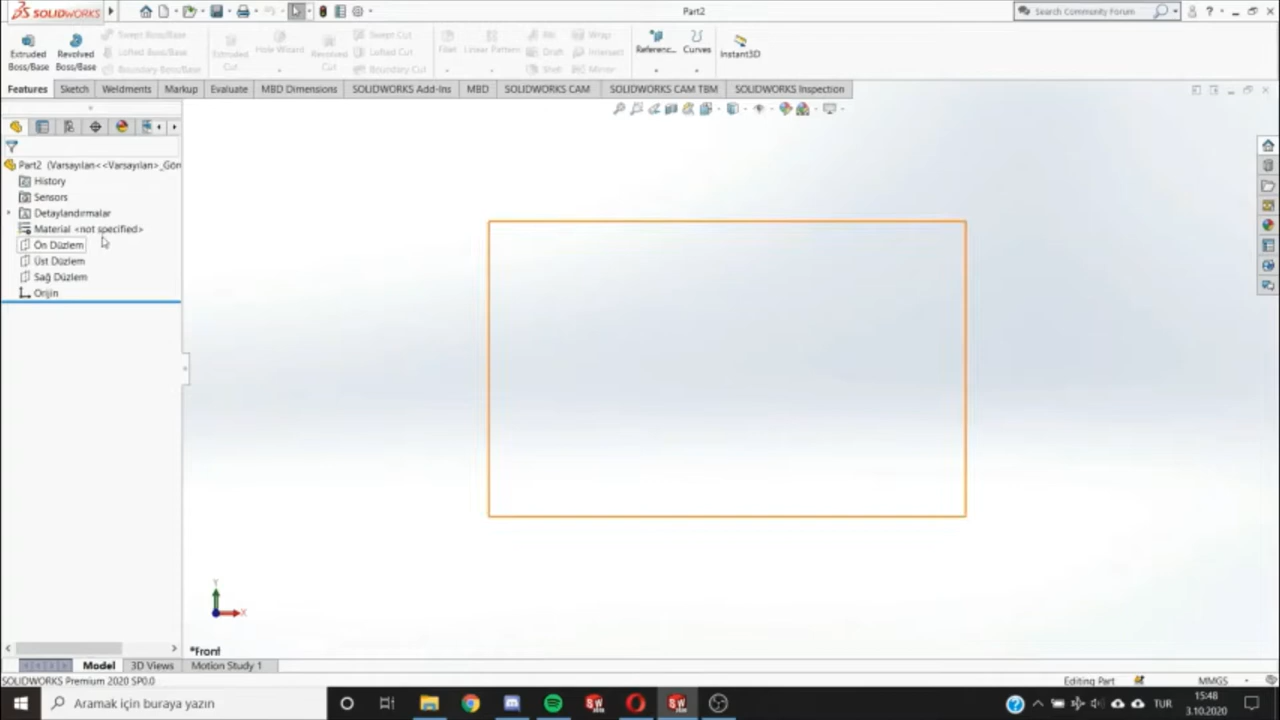 SOLIDWORKS
Part2
Search Community Forum
Extruded Boss/Base
Revolved Boss/Base
Swept Boss/Base
Lofted Boss/Base
Boundary Boss/Base
Extruded Cut
Hole Wizard
Revolved Cut
Swept Cut
Lofted Cut
Boundary Cut
Fillet
Linear Pattern
Rib
Draft
Shell
Wrap
Intersect
Mirror
Referenc...
Curves
Instant3D
Features
Sketch
Weldments
Markup
Evaluate
MBD Dimensions
SOLIDWORKS Add-Ins
MBD
SOLIDWORKS CAM
SOLIDWORKS CAM TBM
SOLIDWORKS Inspection
Part2 (Varsayılan<<Varsayılan>_Gör
History
Sensors
Detaylandırmalar
Material <not specified>
Ön Düzlem
Üst Düzlem
Sağ Düzlem
Orijin
Y
X
*Front
Model
3D Views
Motion Study 1
SOLIDWORKS Premium 2020 SP0.0
Editing Part
MMGS
Aramak için buraya yazın
TUR
15:48
3.10.2020